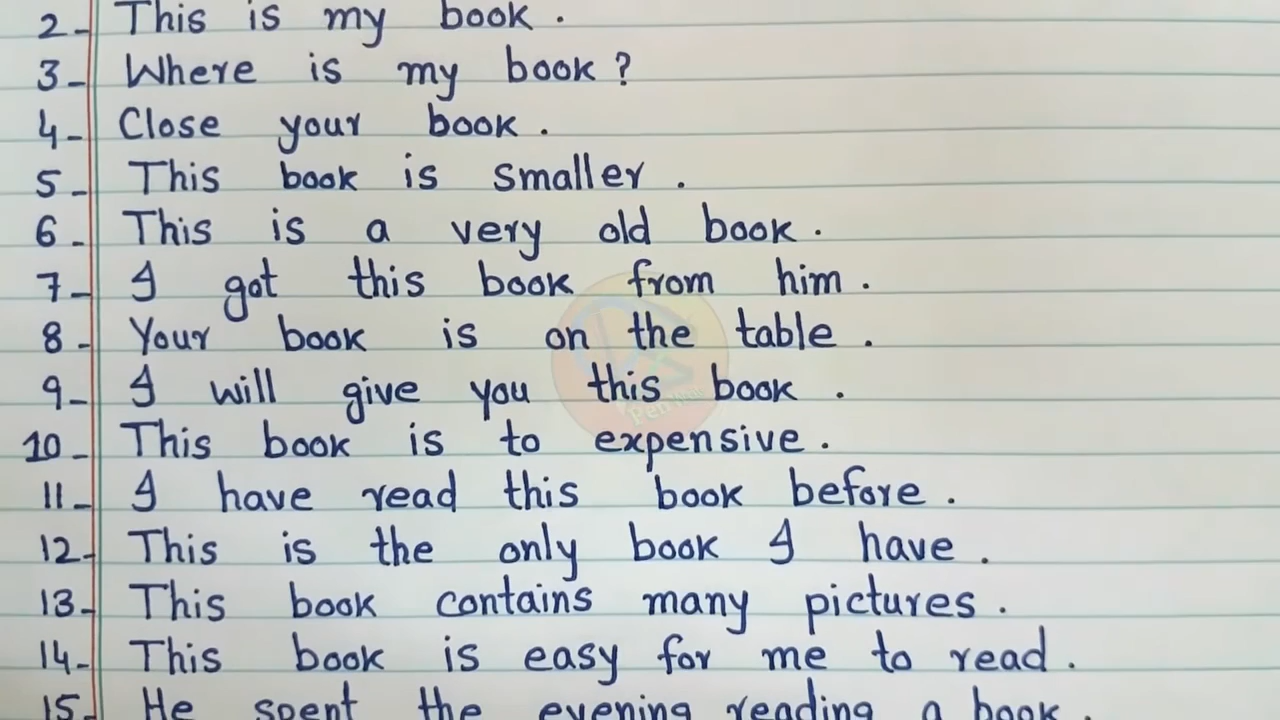 2- This is my book.
3- Where is my book?
4- Close your book.
5- This book is smaller.
6- This is a very old book.
7- I got this book from him.
8- Your book is on the table.
9- I will give you this book.
10- This book is to expensive.
11- I have read this book before.
12- This is the only book I have.
13- This book contains many pictures.
14- This book is easy for me to read.
15- He spent the evening reading a book.